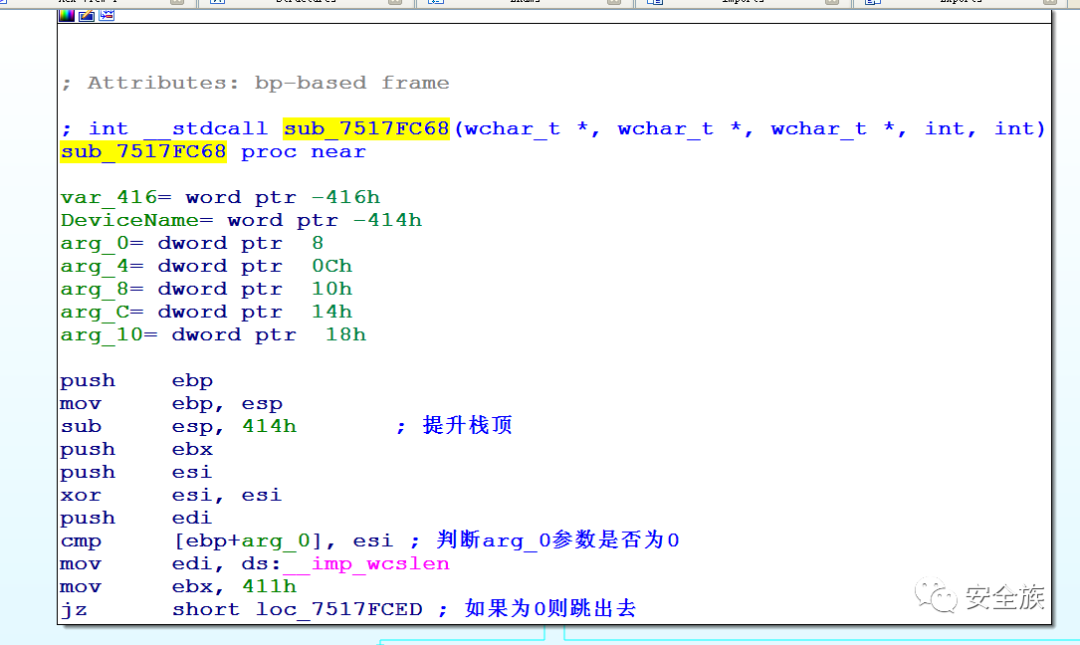 Structures
Enums
Imports
Exports
; Attributes: bp-based frame
; int __stdcall sub_7517FC68(wchar_t *, wchar_t *, wchar_t *, int, int)
sub_7517FC68 proc near
var_416= word ptr -416h
DeviceName= word ptr -414h
arg_0= dword ptr 8
arg_4= dword ptr 0Ch
arg_8= dword ptr 10h
arg_C= dword ptr 14h
arg_10= dword ptr 18h
push ebp
mov ebp, esp
sub esp, 414h ; 提升栈顶
push ebx
push esi
xor esi, esi
push edi
cmp [ebp+arg_0], esi ; 判断arg_0参数是否为0
mov edi, ds:__imp_wcslen
mov ebx, 411h
jz short loc_7517FCED ; 如果为0则跳出去
安全族